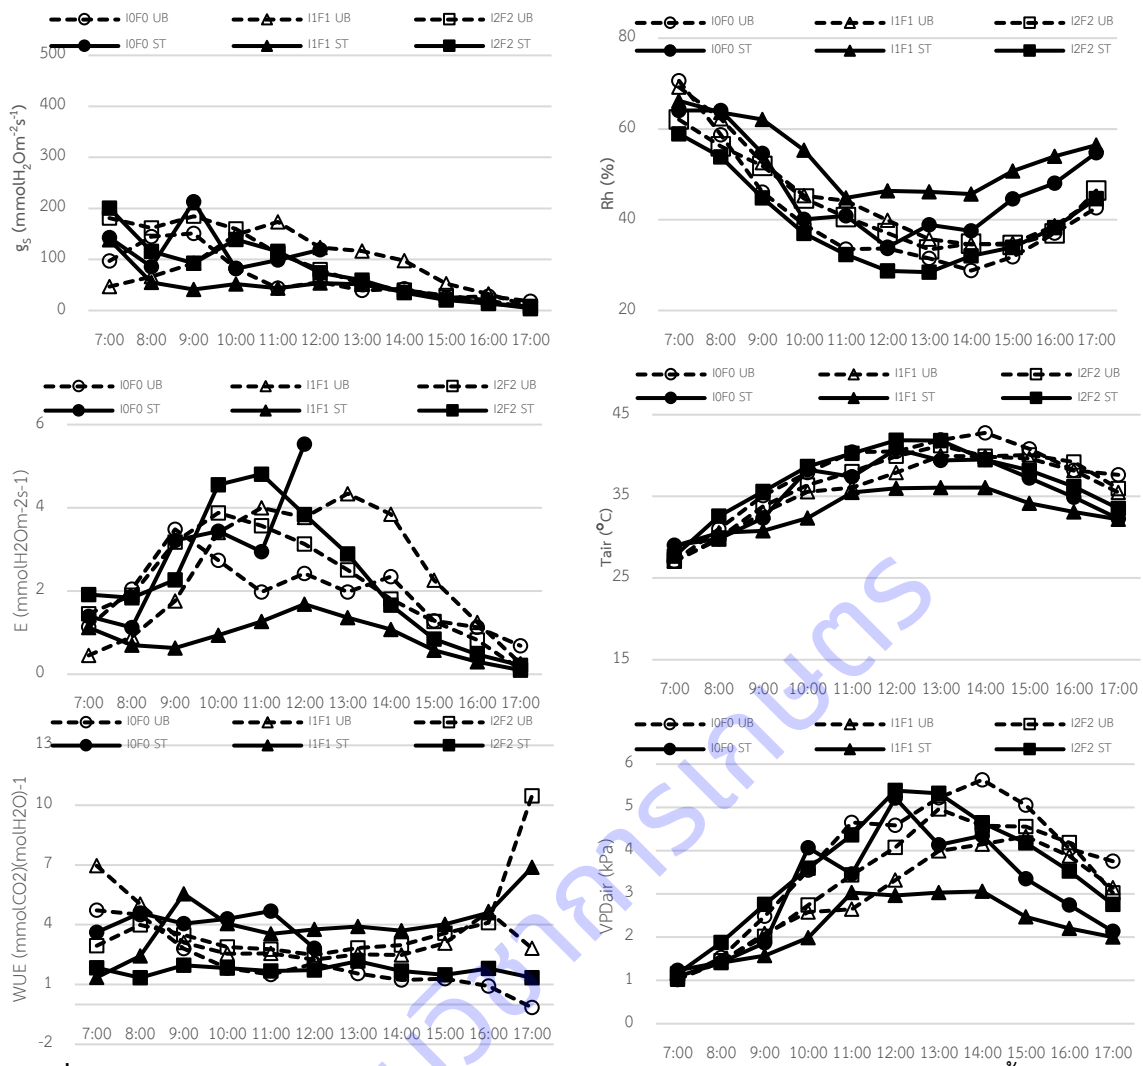 I0F0 UB I1F1 UB I2F2 UB
I0F0 ST I1F1 ST I2F2 ST
gs (mmolH2Om-2s-1)
500
400
300
200
100
0
7:00 8:00 9:00 10:00 11:00 12:00 13:00 14:00 15:00 16:00 17:00
I0F0 UB I1F1 UB I2F2 UB
I0F0 ST I1F1 ST I2F2 ST
Rh (%)
80
60
40
20
7:00 8:00 9:00 10:00 11:00 12:00 13:00 14:00 15:00 16:00 17:00
I0F0 UB I1F1 UB I2F2 UB
I0F0 ST I1F1 ST I2F2 ST
E (mmolH2Om-2s-1)
6
4
2
0
7:00 8:00 9:00 10:00 11:00 12:00 13:00 14:00 15:00 16:00 17:00
I0F0 UB I1F1 UB I2F2 UB
I0F0 ST I1F1 ST I2F2 ST
Tair (°C)
45
35
25
15
7:00 8:00 9:00 10:00 11:00 12:00 13:00 14:00 15:00 16:00 17:00
I0F0 UB I1F1 UB I2F2 UB
I0F0 ST I1F1 ST I2F2 ST
WUE (mmolCO2)(molH2O)-1
13
10
7
4
1
-2
7:00 8:00 9:00 10:00 11:00 12:00 13:00 14:00 15:00 16:00 17:00
I0F0 UB I1F1 UB I2F2 UB
I0F0 ST I1F1 ST I2F2 ST
VPDair (kPa)
6
5
4
3
2
1
0
7:00 8:00 9:00 10:00 11:00 12:00 13:00 14:00 15:00 16:00 17:00
วิชาการเกษตร